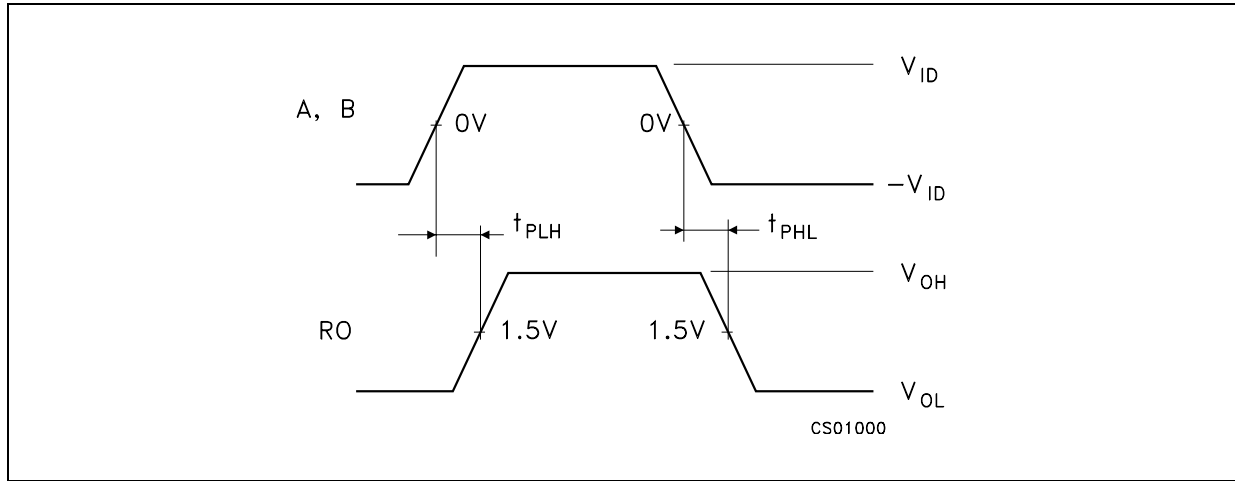 V_ID
A, B
0V 0V
-V_ID
t_PLH t_PHL
V_OH
RO 1.5V 1.5V
V_OL
CS01000